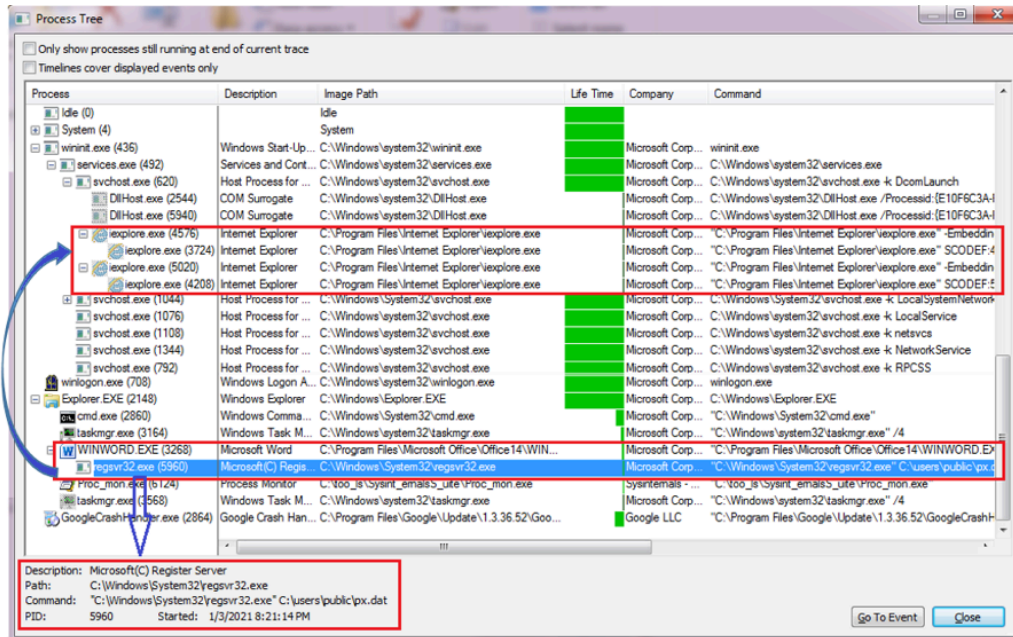 Process Tree
Only show processes still running at end of current trace
Timelines cover displayed events only
Process Description Image Path Life Time Company Command
Idle (0) Idle
System (4) System
wininit.exe (436) Windows Start-Up... C:\Windows\system32\wininit.exe Microsoft Corp... wininit.exe
services.exe (492) Services and Cont... C:\Windows\system32\services.exe Microsoft Corp... C:\Windows\system32\services.exe
svchost.exe (620) Host Process for ... C:\Windows\system32\svchost.exe Microsoft Corp... C:\Windows\system32\svchost.exe -k DcomLaunch
DllHost.exe (2544) COM Surrogate C:\Windows\system32\DllHost.exe Microsoft Corp... C:\Windows\system32\DllHost.exe /Processid:{E10F6C3A-
DllHost.exe (5940) COM Surrogate C:\Windows\system32\DllHost.exe Microsoft Corp... C:\Windows\system32\DllHost.exe /Processid:{E10F6C3A-
iexplore.exe (4576) Internet Explorer C:\Program Files\Internet Explorer\iexplore.exe Microsoft Corp... "C:\Program Files\Internet Explorer\iexplore.exe" -Embeddin
iexplore.exe (3724) Internet Explorer C:\Program Files\Internet Explorer\iexplore.exe Microsoft Corp... "C:\Program Files\Internet Explorer\iexplore.exe" SCODEF:4
iexplore.exe (5020) Internet Explorer C:\Program Files\Internet Explorer\iexplore.exe Microsoft Corp... "C:\Program Files\Internet Explorer\iexplore.exe" -Embeddin
iexplore.exe (4208) Internet Explorer C:\Program Files\Internet Explorer\iexplore.exe Microsoft Corp... "C:\Program Files\Internet Explorer\iexplore.exe" SCODEF:5
svchost.exe (1044) Host Process for ... C:\Windows\System32\svchost.exe Microsoft Corp... C:\Windows\System32\svchost.exe -k LocalSystemNetwork
svchost.exe (1076) Host Process for ... C:\Windows\system32\svchost.exe Microsoft Corp... C:\Windows\system32\svchost.exe -k LocalService
svchost.exe (1108) Host Process for ... C:\Windows\system32\svchost.exe Microsoft Corp... C:\Windows\system32\svchost.exe -k netsvcs
svchost.exe (1344) Host Process for ... C:\Windows\system32\svchost.exe Microsoft Corp... C:\Windows\system32\svchost.exe -k NetworkService
svchost.exe (792) Host Process for ... C:\Windows\system32\svchost.exe Microsoft Corp... C:\Windows\system32\svchost.exe -k RPCSS
winlogon.exe (708) Windows Logon A... C:\Windows\system32\winlogon.exe Microsoft Corp... winlogon.exe
Explorer.EXE (2148) Windows Explorer C:\Windows\Explorer.EXE Microsoft Corp... C:\Windows\Explorer.EXE
cmd.exe (2860) Windows Comma... C:\Windows\System32\cmd.exe Microsoft Corp... "C:\Windows\System32\cmd.exe"
taskmgr.exe (3164) Windows Task M... C:\Windows\system32\taskmgr.exe Microsoft Corp... "C:\Windows\system32\taskmgr.exe" /4
WINWORD.EXE (3268) Microsoft Word C:\Program Files\Microsoft Office\Office14\WIN... Microsoft Corp... "C:\Program Files\Microsoft Office\Office14\WINWORD.EX
regsvr32.exe (5960) Microsoft(C) Regis... C:\Windows\System32\regsvr32.exe Microsoft Corp... "C:\Windows\System32\regsvr32.exe" C:\users\public\px.d
Proc_mon.exe (6124) Process Monitor C:\too_ls\Sysint_ernalsS_uite\Proc_mon.exe Sysinternals - ... "C:\too_ls\Sysint_ernalsS_uite\Proc_mon.exe"
taskmgr.exe (3568) Windows Task M... C:\Windows\system32\taskmgr.exe Microsoft Corp... "C:\Windows\system32\taskmgr.exe" /4
GoogleCrashHandler.exe (2864) Google Crash Han... C:\Program Files\Google\Update\1.3.36.52\Goo... Google LLC "C:\Program Files\Google\Update\1.3.36.52\GoogleCrashH
Description: Microsoft(C) Register Server
Path: C:\Windows\System32\regsvr32.exe
Command: "C:\Windows\System32\regsvr32.exe" C:\users\public\px.dat
PID: 5960 Started: 1/3/2021 8:21:14 PM
Go To Event Close